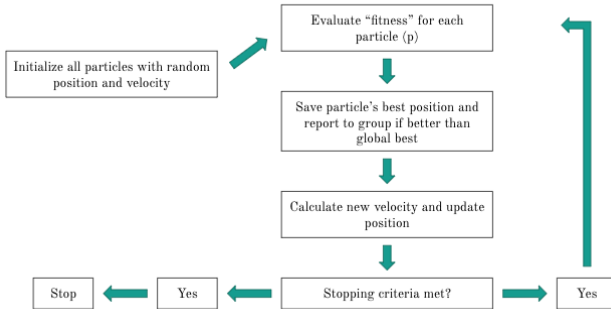 Evaluate “fitness” for each
particle (p)
Initialize all particles with random
position and velocity
Save particle’s best position and
report to group if better than
global best
Calculate new velocity and update
position
Stop
Yes
Stopping criteria met?
Yes